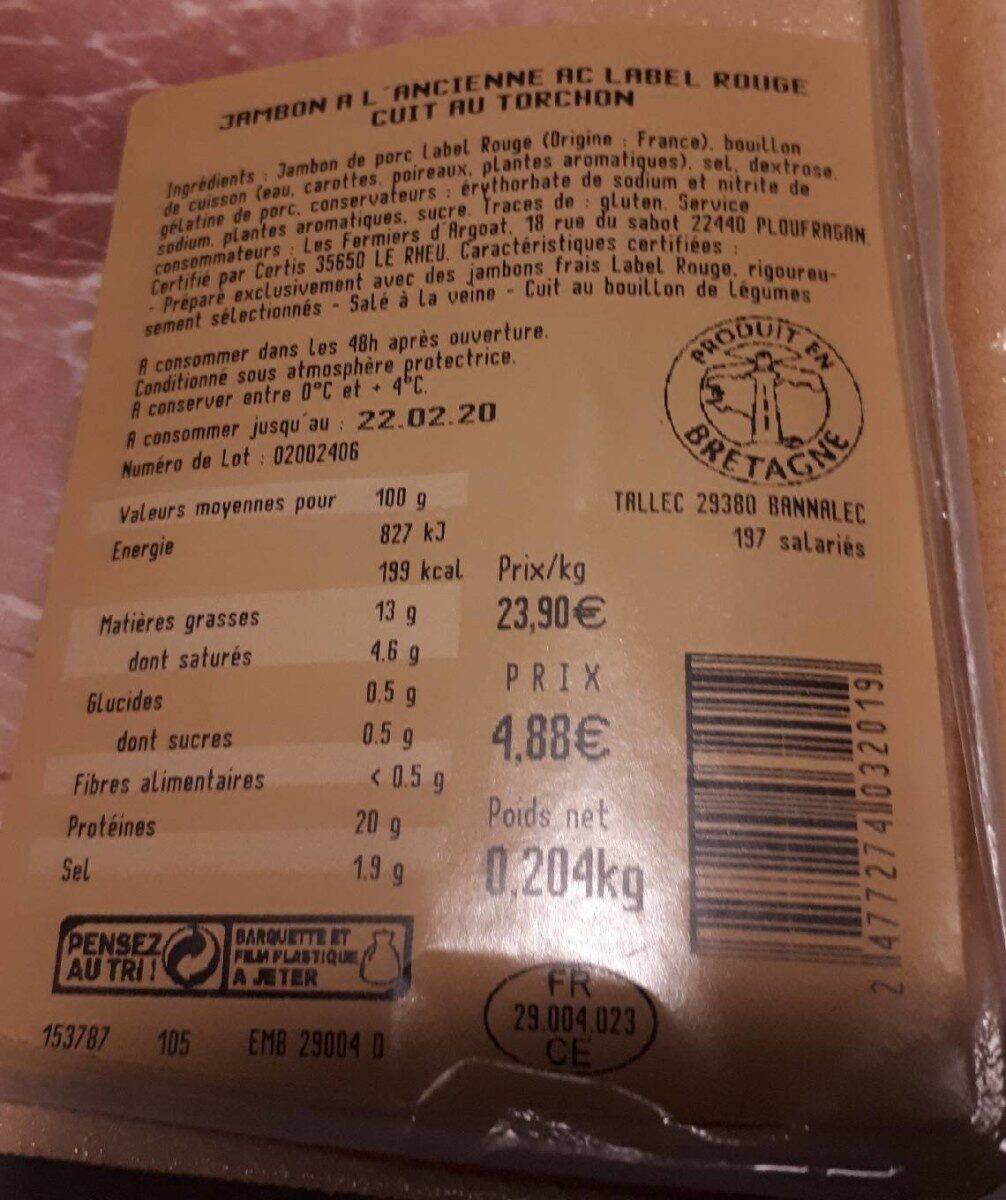 JAMBON A L'ANCIENNE AC LABEL ROUGE
CUIT AU TORCHON
Ingrédients : Jambon de porc Label Rouge (Origine : France), bouillon
de cuisson (eau, carottes, poireaux, plantes aromatiques), sel, dextrose,
gélatine de porc, conservateurs : érythorbate de sodium et nitrite de
sodium, plantes aromatiques, sucre. Traces de : gluten. Service
consommateurs : Les Fermiers d'Argoat, 18 rue du sabot 22440 PLOUFRAGAN.
Certifié par Certis 35650 LE RHEU. Caractéristiques certifiées :
- Préparé exclusivement avec des jambons frais Label Rouge, rigoureu-
sement sélectionnés - Salé à la veine - Cuit au bouillon de légumes
A consommer dans les 48h après ouverture.
Conditionné sous atmosphère protectrice.
A conserver entre 0°C et + 4°C.
A consommer jusqu'au : 22.02.20
Numéro de Lot : 02002406
PRODUIT EN
BRETAGNE
TALLEC 29380 BANNALEC
197 salariés
Valeurs moyennes pour 100 g
Energie 827 kJ
199 kcal
Matières grasses 13 g
dont saturés 4.6 g
Glucides 0.5 g
dont sucres 0.5 g
Fibres alimentaires < 0.5 g
Protéines 20 g
Sel 1.9 g
Prix/kg
23,90€
PRIX
4,88€
Poids net
0,204kg
2 477274 032019
PENSEZ
AU TRI !
BARQUETTE ET
FILM PLASTIQUE
A JETER
FR
29.004.023
CE
153787 105 EMB 29004 D